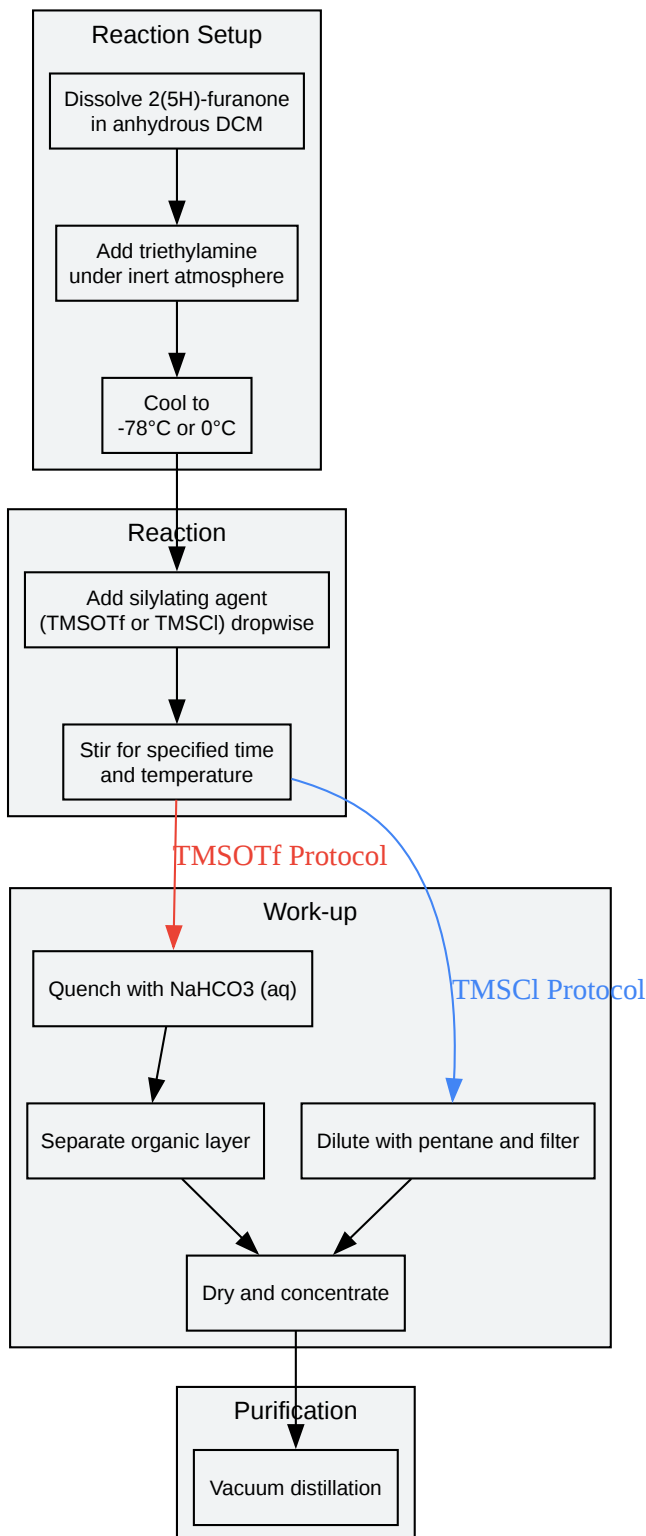 Reaction Setup
Dissolve 2(5H)-furanone
in anhydrous DCM
Add triethylamine
under inert atmosphere
Cool to
-78°C or 0°C
Reaction
Add silylating agent
(TMSOTf or TMSCl) dropwise
Stir for specified time
and temperature
TMSOTf Protocol
Work-up
Quench with NaHCO3 (aq)
TMSCl Protocol
Separate organic layer
Dilute with pentane and filter
Dry and concentrate
Purification
Vacuum distillation